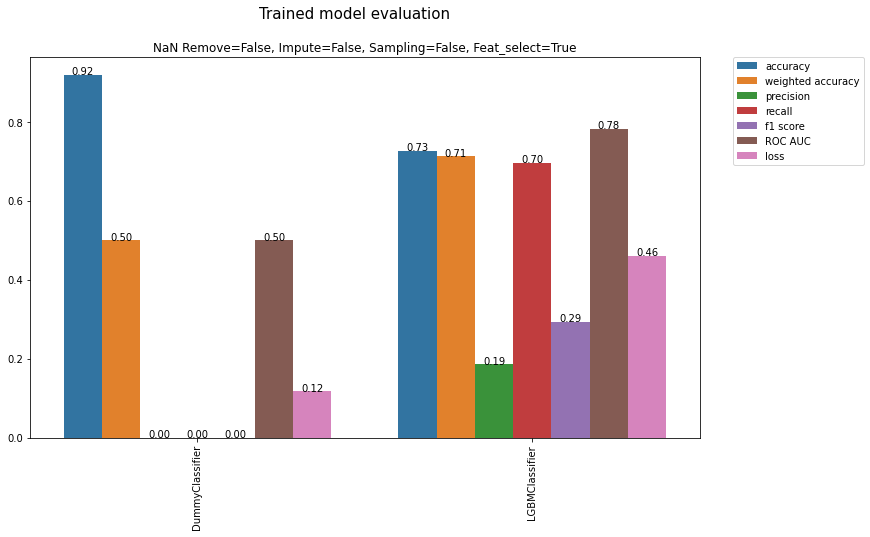 Trained model evaluation
NaN Remove=False, Impute=False, Sampling=False, Feat_select=True
0.92
0.50
0.00
0.00
0.00
0.50
0.12
0.73
0.71
0.19
0.70
0.29
0.78
0.46
0.8
0.6
0.4
0.2
0.0
DummyClassifier
LGBMClassifier
accuracy
weighted accuracy
precision
recall
f1 score
ROC AUC
loss